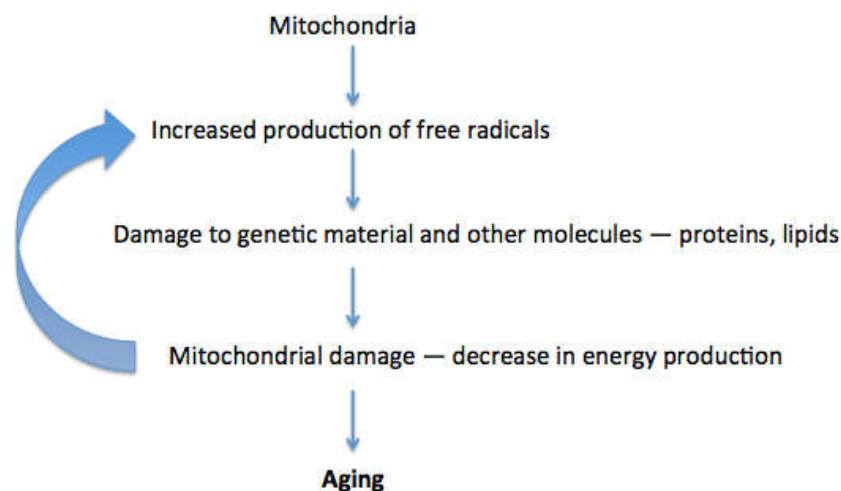 Mitochondria
Increased production of free radicals
Damage to genetic material and other molecules — proteins, lipids
Mitochondrial damage — decrease in energy production
Aging